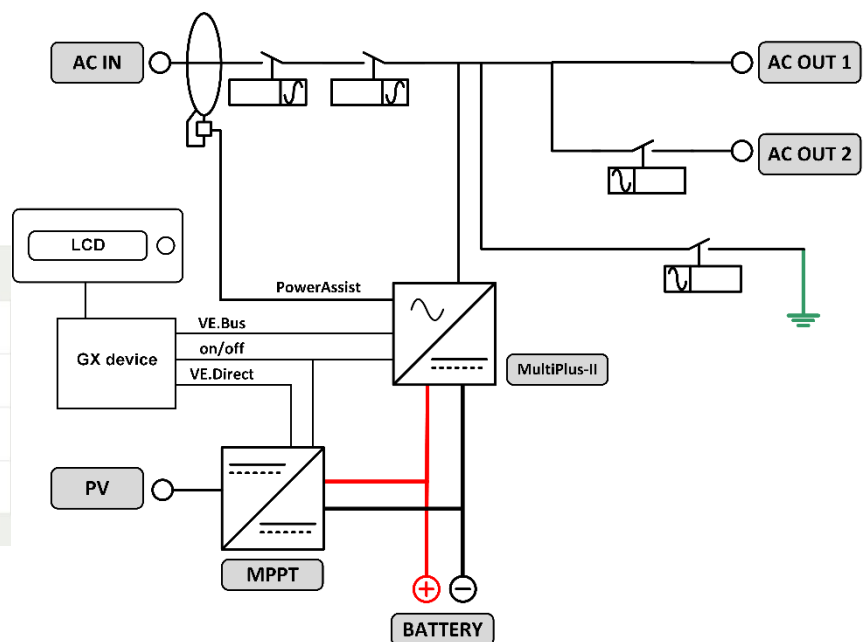 AC IN
AC OUT 1
AC OUT 2
LCD
PowerAssist
VE.Bus
GX device
on/off
VE.Direct
MultiPlus-II
PV
MPPT
BATTERY